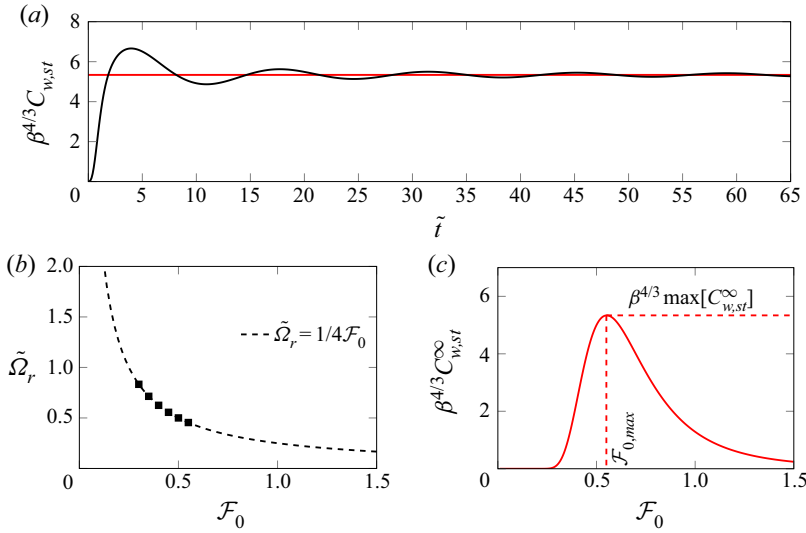 (a)
8
6
4
2
0
β^{4/3}C_{w,st}
5 10 15 20 25 30 35 40 45 50 55 60 65
t̃
(b)
2.0
1.5
1.0
0.5
0
Ω̃_r
Ω̃_r = 1/4ℱ_0
0.5 1.0 1.5
ℱ_0
(c)
6
4
2
0
β^{4/3}C^∞_{w,st}
β^{4/3} max[C^∞_{w,st}]
ℱ_{0,max}
0.5 1.0 1.5
ℱ_0